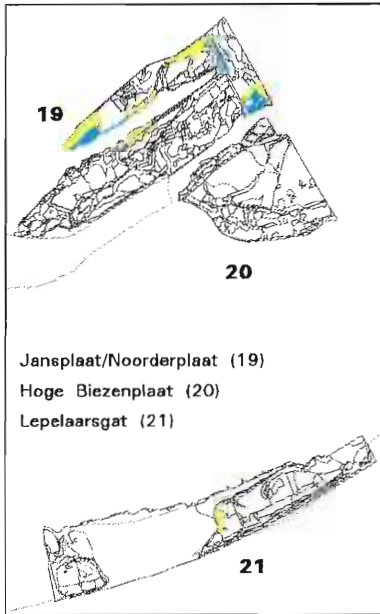 19
20
Jansplaat/Noorderplaat (19)
Hoge Biezenplaat (20)
Lepelaarsgat (21)
21